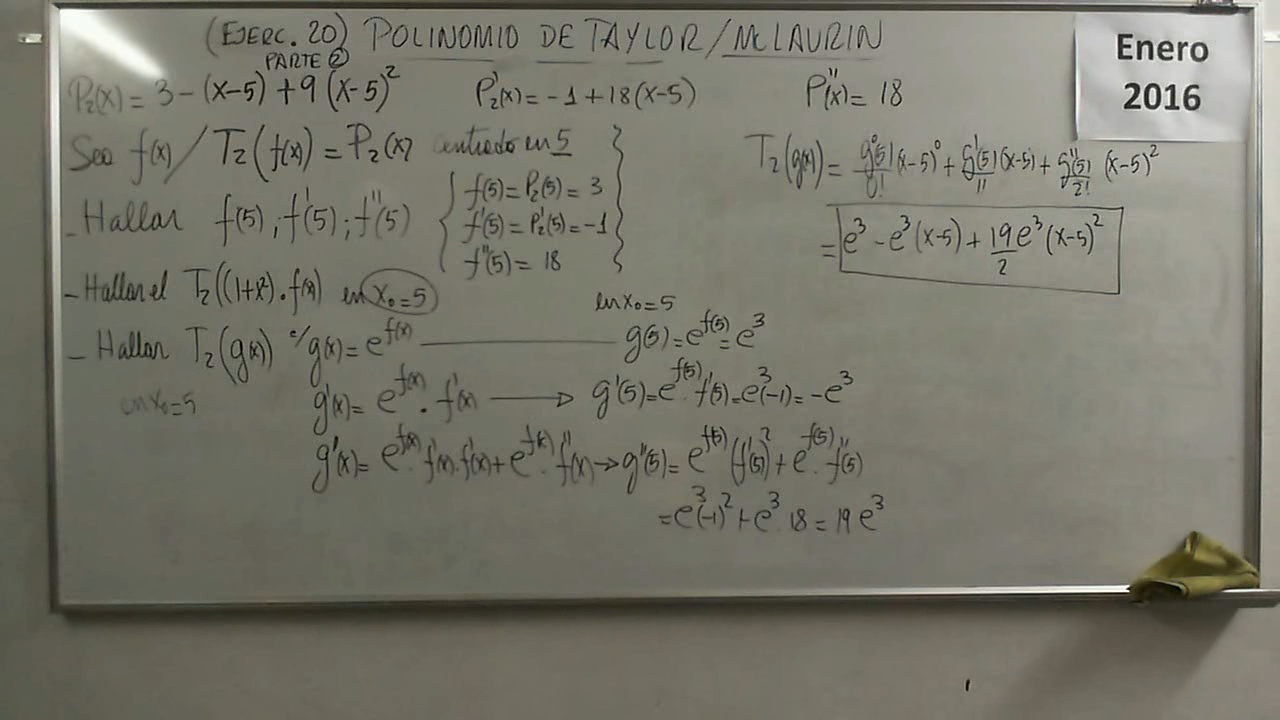 (EJERC. 20) POLINOMIO DE TAYLOR/MCLAURIN
PARTE ②
Enero
2016
P₂(x) = 3 - (x-5) + 9(x-5)² P₂'(x) = -1 + 18(x-5) P''(x) = 18
Sea f(x) / T₂(f(x)) = P₂(x) centrado en 5
- Hallar f(5), f'(5); f''(5)
f(5) = P₂(5) = 3
f'(5) = P₂'(5) = -1
f''(5) = 18
T₂(g(x)) = g⁰(5)/0! (x-5)⁰ + g'(5)/1! (x-5) + g''(5)/2! (x-5)²
= e³ - e³(x-5) + 19/2 e³(x-5)²
- Hallar el T₂((1+x²).f(x)) en x₀=5
- Hallar T₂(g(x)) c/g(x) = e^f(x)
en x₀=5
en x₀=5
g(5) = e^f(5) = e³
g'(x) = e^f(x) . f'(x) → g'(5) = e^f(5) . f'(5) = e³(-1) = -e³
g'(x) = e^f(x) . f'(x).f'(x) + e^f(x) . f''(x) → g''(5) = e^f(5) (f'(5))² + e^f(5) . f''(5)
= e³(-1)² + e³ . 18 = 19 e³